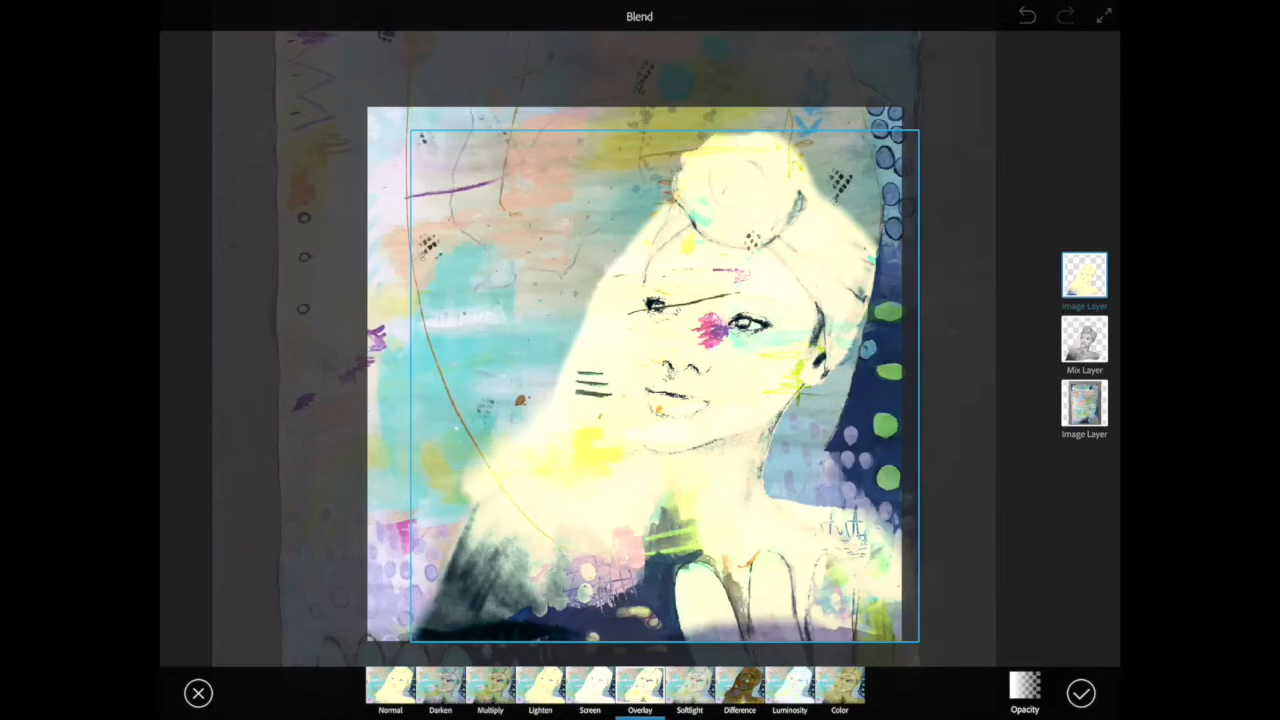 Blend
Image Layer
Mix Layer
Image Layer
Normal Darken Multiply Lighten Screen Overlay Softlight Difference Luminosity Color
Opacity